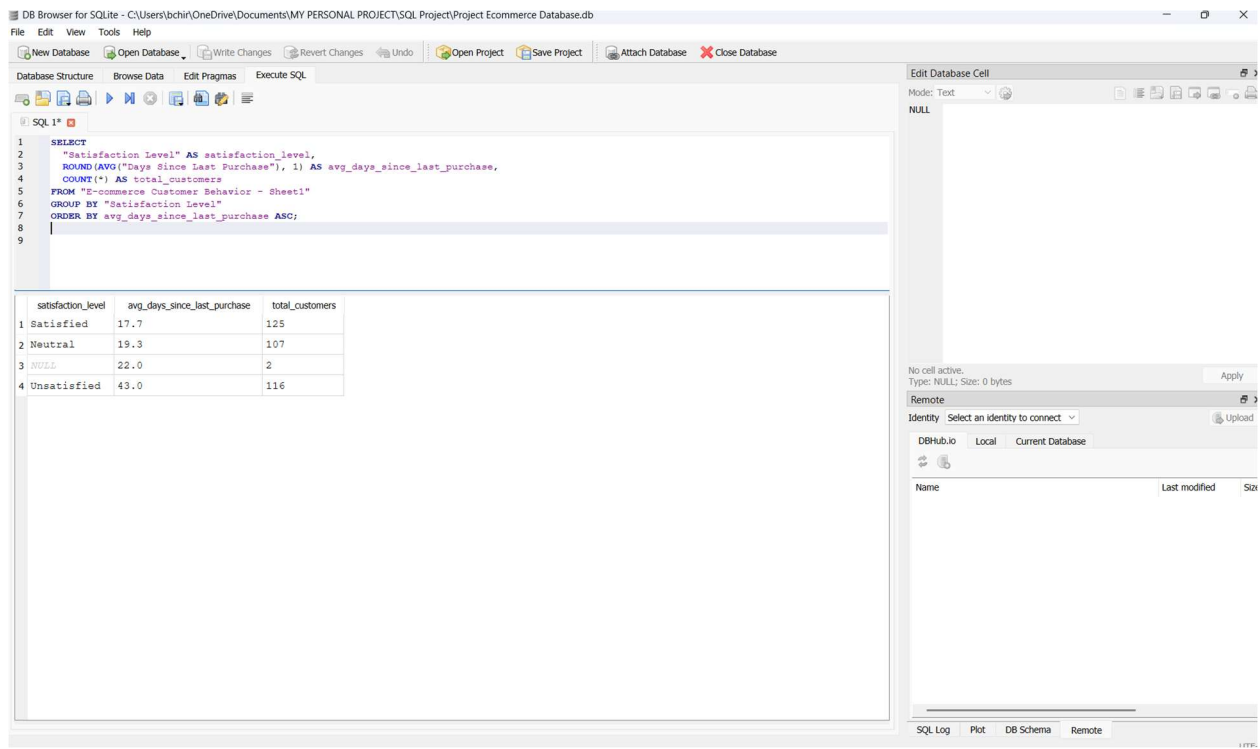 DB Browser for SQLite - C:\Users\bchir\OneDrive\Documents\MY PERSONAL PROJECT\SQL Project\Project Ecommerce Database.db
File Edit View Tools Help
New Database Open Database Write Changes Revert Changes Undo Open Project Save Project Attach Database Close Database
Database Structure Browse Data Edit Pragmas Execute SQL
SQL 1*
1 SELECT
2 "Satisfaction Level" AS satisfaction_level,
3 ROUND(AVG("Days Since Last Purchase"), 1) AS avg_days_since_last_purchase,
4 COUNT(*) AS total_customers
5 FROM "E-commerce Customer Behavior - Sheet1"
6 GROUP BY "Satisfaction Level"
7 ORDER BY avg_days_since_last_purchase ASC;
8
9
satisfaction_level avg_days_since_last_purchase total_customers
1 Satisfied 17.7 125
2 Neutral 19.3 107
3 NULL 22.0 2
4 Unsatisfied 43.0 116
Edit Database Cell
Mode: Text
NULL
No cell active.
Type: NULL; Size: 0 bytes
Apply
Remote
Identity Select an identity to connect Upload
DBHub.io Local Current Database
Name Last modified Size
SQL Log Plot DB Schema Remote